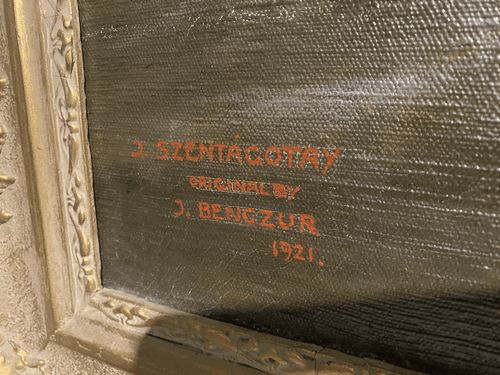 J. SZENTÁGOTAY
ORIGINAL BY
J. BENCZUR
1921.